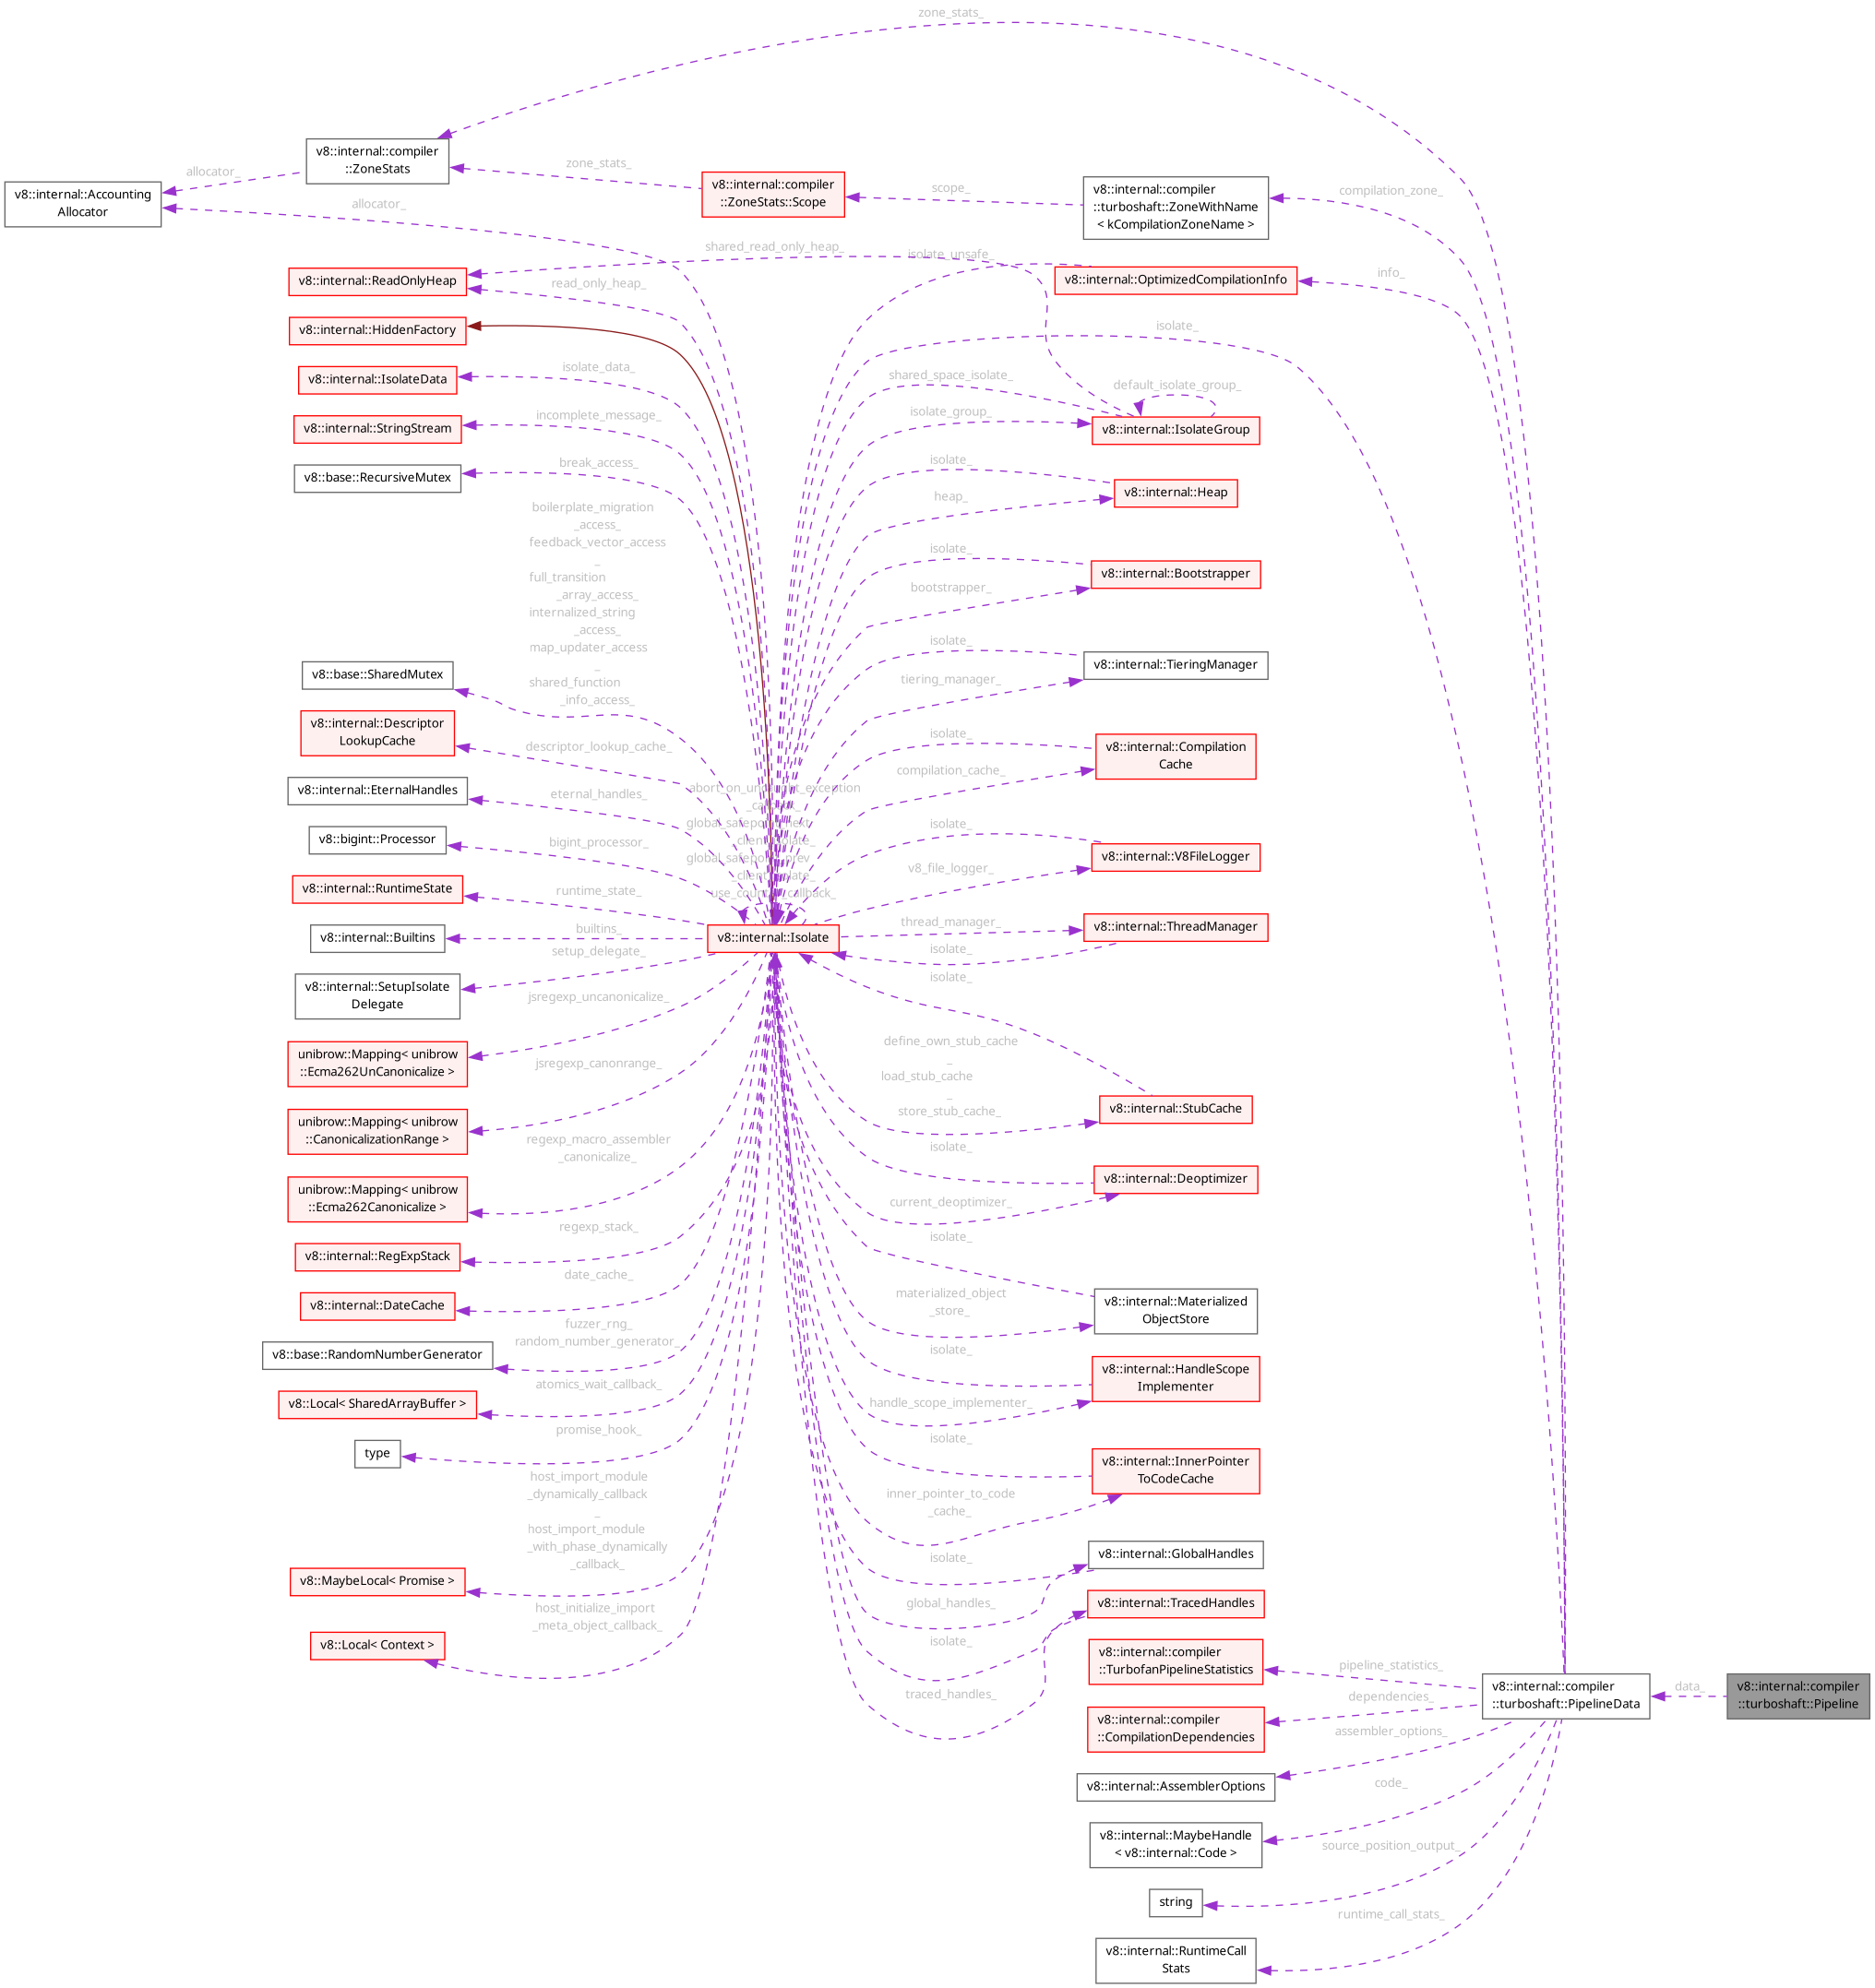 zone_stats_
v8::internal::compiler
::ZoneStats
allocator_
v8::internal::Accounting
Allocator
allocator_
zone_stats_
v8::internal::compiler
::ZoneStats::Scope
scope_
v8::internal::compiler
::turboshaft::ZoneWithName
< kCompilationZoneName >
compilation_zone_
shared_read_only_heap_
isolate_unsafe_
v8::internal::OptimizedCompilationInfo
info_
v8::internal::ReadOnlyHeap
read_only_heap_
v8::internal::HiddenFactory
isolate_
v8::internal::IsolateData
isolate_data_
shared_space_isolate_
default_isolate_group_
v8::internal::StringStream
incomplete_message_
isolate_group_
v8::internal::IsolateGroup
v8::base::RecursiveMutex
break_access_
isolate_
heap_
v8::internal::Heap
boilerplate_migration
_access_
feedback_vector_access
_
full_transition
_array_access_
internalized_string
_access_
map_updater_access
_
shared_function
_info_access_
isolate_
bootstrapper_
v8::internal::Bootstrapper
v8::base::SharedMutex
isolate_
tiering_manager_
v8::internal::TieringManager
v8::internal::Descriptor
LookupCache
descriptor_lookup_cache_
isolate_
compilation_cache_
v8::internal::Compilation
Cache
v8::internal::EternalHandles
eternal_handles_
v8::bigint::Processor
bigint_processor_
global_safepoint_prev
_client_isolate_
use_counter_callback_
isolate_
v8_file_logger_
v8::internal::V8FileLogger
v8::internal::RuntimeState
runtime_state_
v8::internal::Builtins
builtins_
v8::internal::Isolate
thread_manager_
isolate_
v8::internal::ThreadManager
v8::internal::SetupIsolate
Delegate
setup_delegate_
isolate_
unibrow::Mapping< unibrow
::Ecma262UnCanonicalize >
jsregexp_uncanonicalize_
define_own_stub_cache
_
load_stub_cache
_
store_stub_cache_
v8::internal::StubCache
unibrow::Mapping< unibrow
::CanonicalizationRange >
jsregexp_canonrange_
unibrow::Mapping< unibrow
::Ecma262Canonicalize >
regexp_macro_assembler
_canonicalize_
isolate_
current_deoptimizer_
v8::internal::Deoptimizer
v8::internal::RegExpStack
regexp_stack_
isolate_
v8::internal::DateCache
date_cache_
materialized_object
_store_
v8::internal::Materialized
ObjectStore
v8::base::RandomNumberGenerator
fuzzer_rng_
random_number_generator_
isolate_
v8::Local< SharedArrayBuffer >
atomics_wait_callback_
handle_scope_implementer_
v8::internal::HandleScope
Implementer
type
promise_hook_
isolate_
inner_pointer_to_code
_cache_
v8::internal::InnerPointer
ToCodeCache
host_import_module
_dynamically_callback
_
host_import_module
_with_phase_dynamically
_callback_
v8::MaybeLocal< Promise >
isolate_
global_handles_
v8::internal::GlobalHandles
v8::Local< Context >
host_initialize_import
_meta_object_callback_
isolate_
traced_handles_
v8::internal::TracedHandles
v8::internal::compiler
::TurbofanPipelineStatistics
pipeline_statistics_
v8::internal::compiler
::turboshaft::PipelineData
data_
v8::internal::compiler
::turboshaft::Pipeline
v8::internal::compiler
::CompilationDependencies
dependencies_
v8::internal::AssemblerOptions
assembler_options_
v8::internal::MaybeHandle
< v8::internal::Code >
code_
string
source_position_output_
v8::internal::RuntimeCall
Stats
runtime_call_stats_